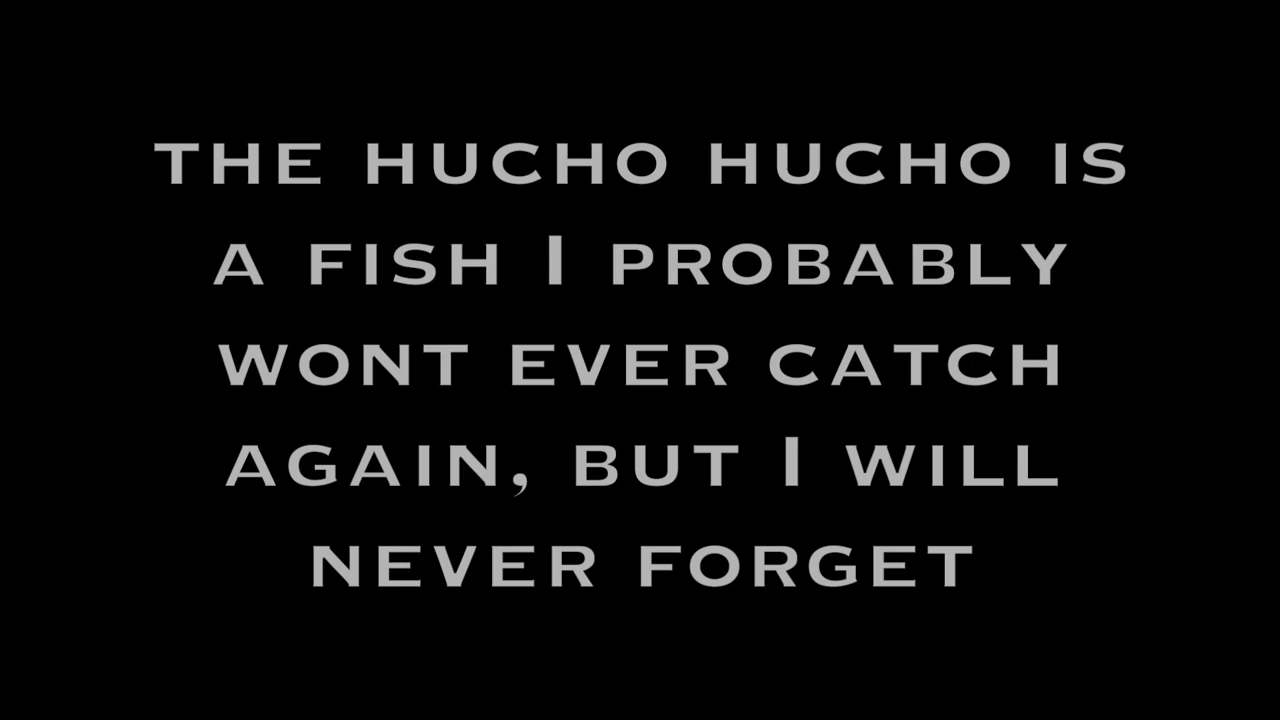 THE HUCHO HUCHO IS
A FISH I PROBABLY
WONT EVER CATCH
AGAIN, BUT I WILL
NEVER FORGET